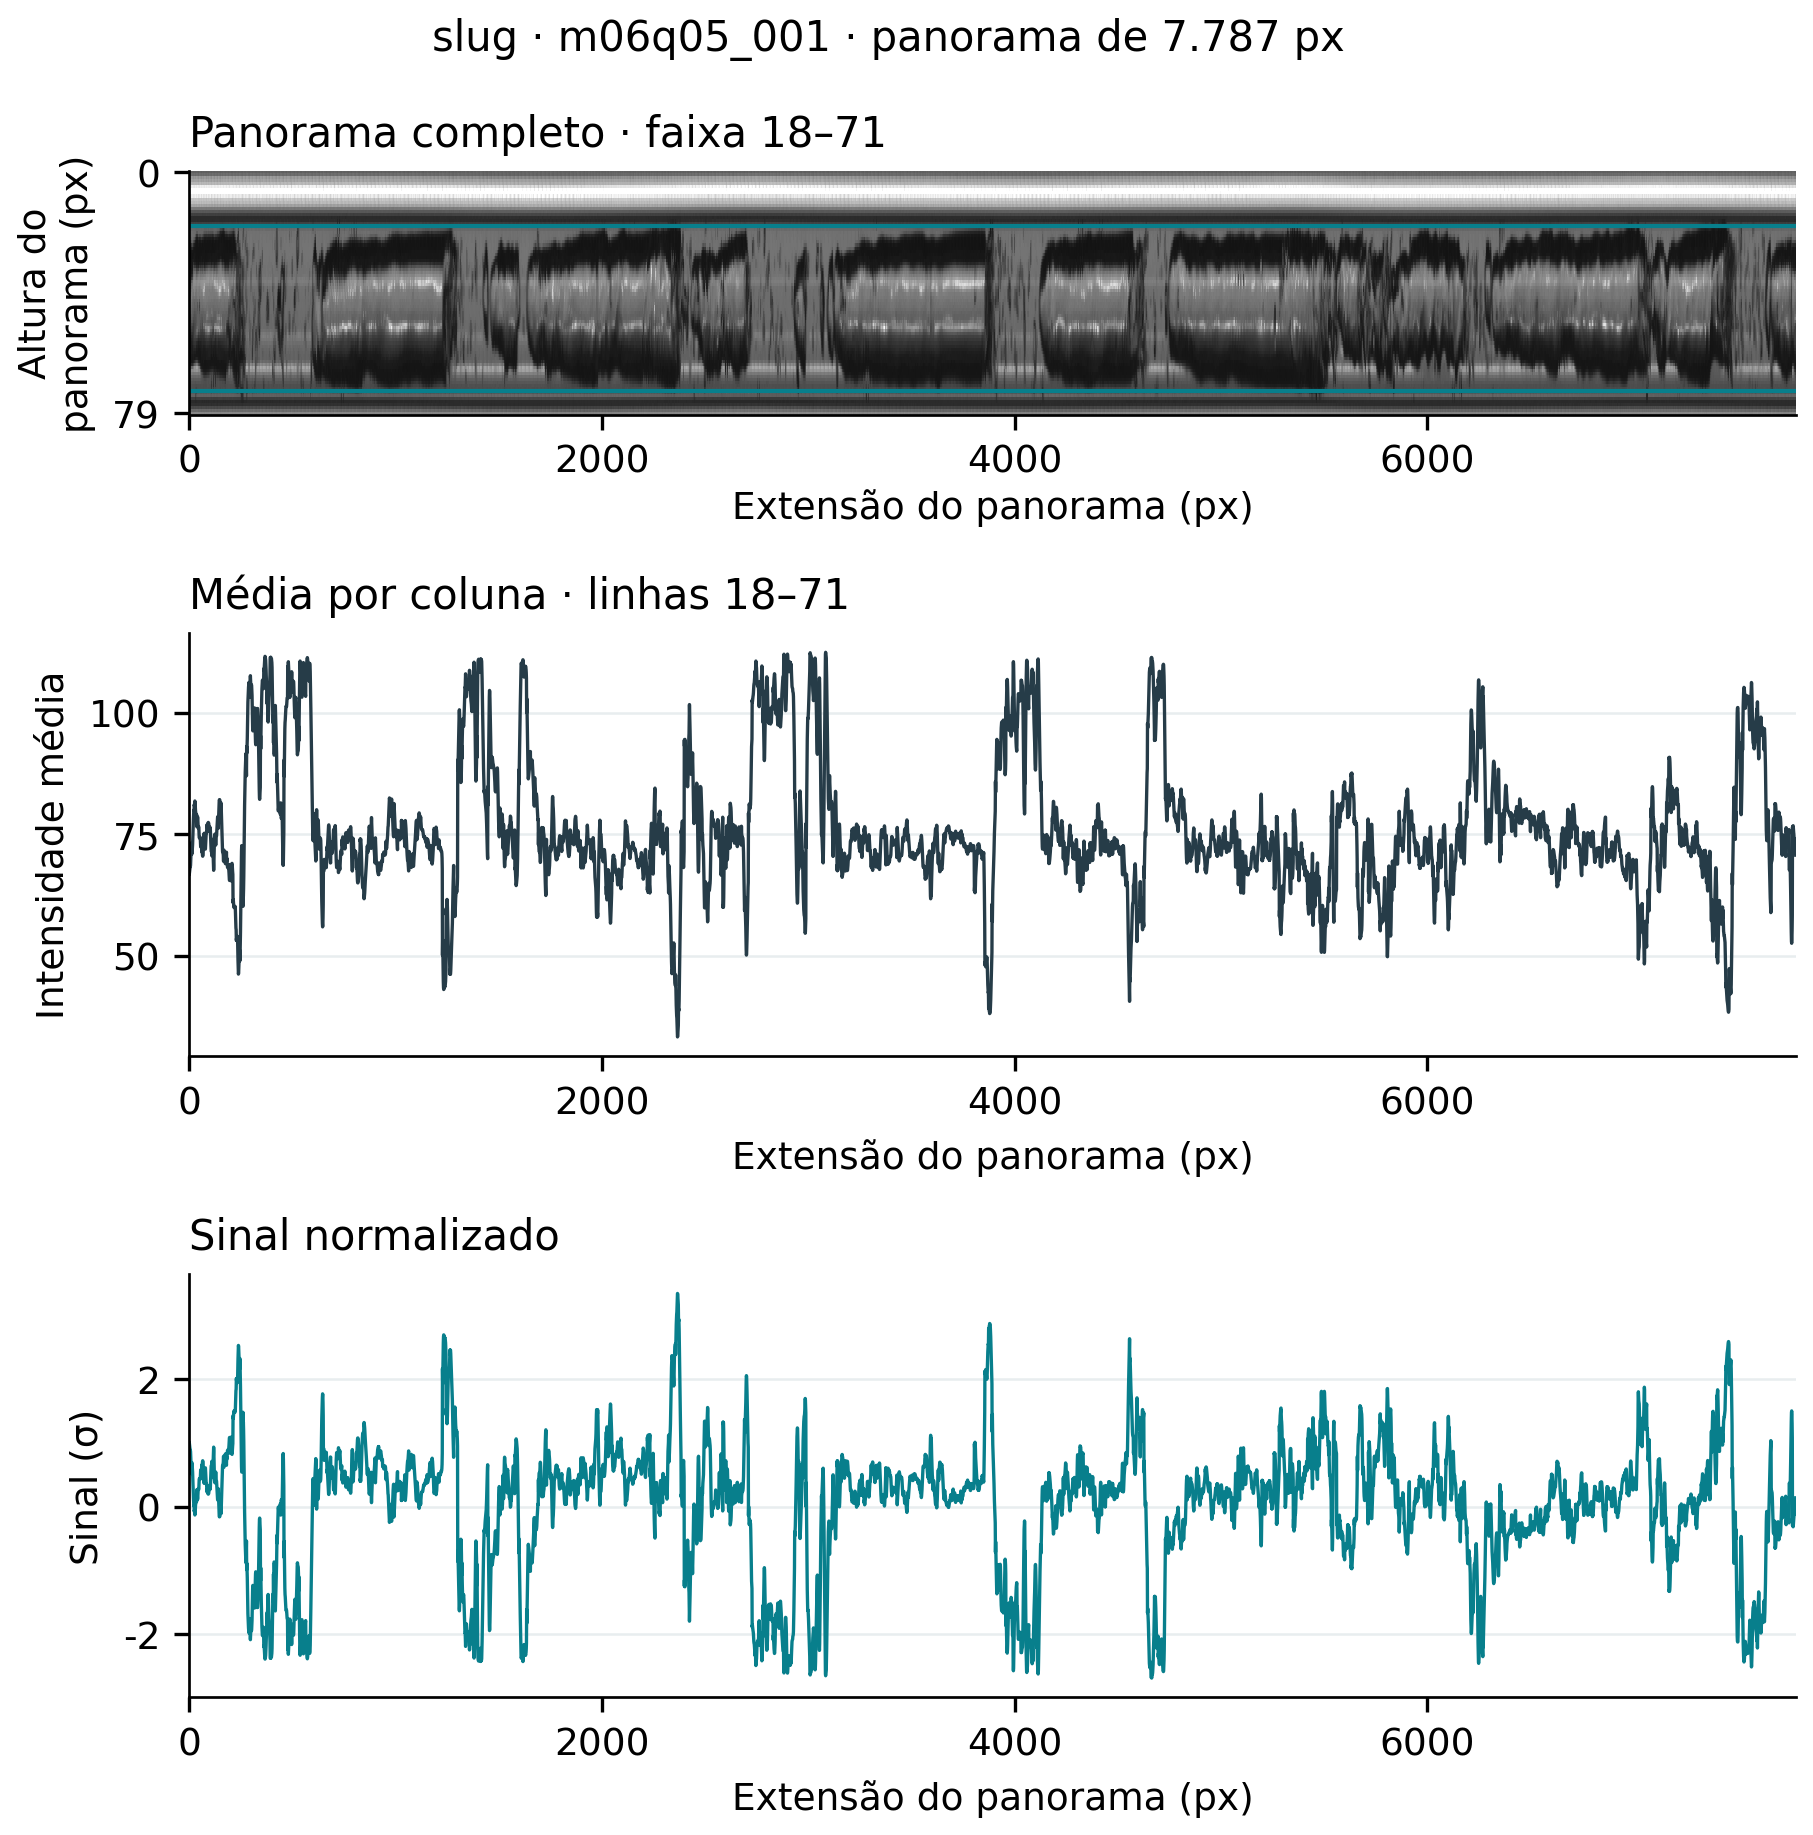 slug · m06q05_001 · panorama de 7.787 px
Panorama completo · faixa 18–71
Altura do
panorama (px)
0
79
0
2000
4000
6000
Extensão do panorama (px)
Média por coluna · linhas 18–71
Intensidade média
100
75
50
0
2000
4000
6000
Extensão do panorama (px)
Sinal normalizado
Sinal (σ)
2
0
-2
0
2000
4000
6000
Extensão do panorama (px)